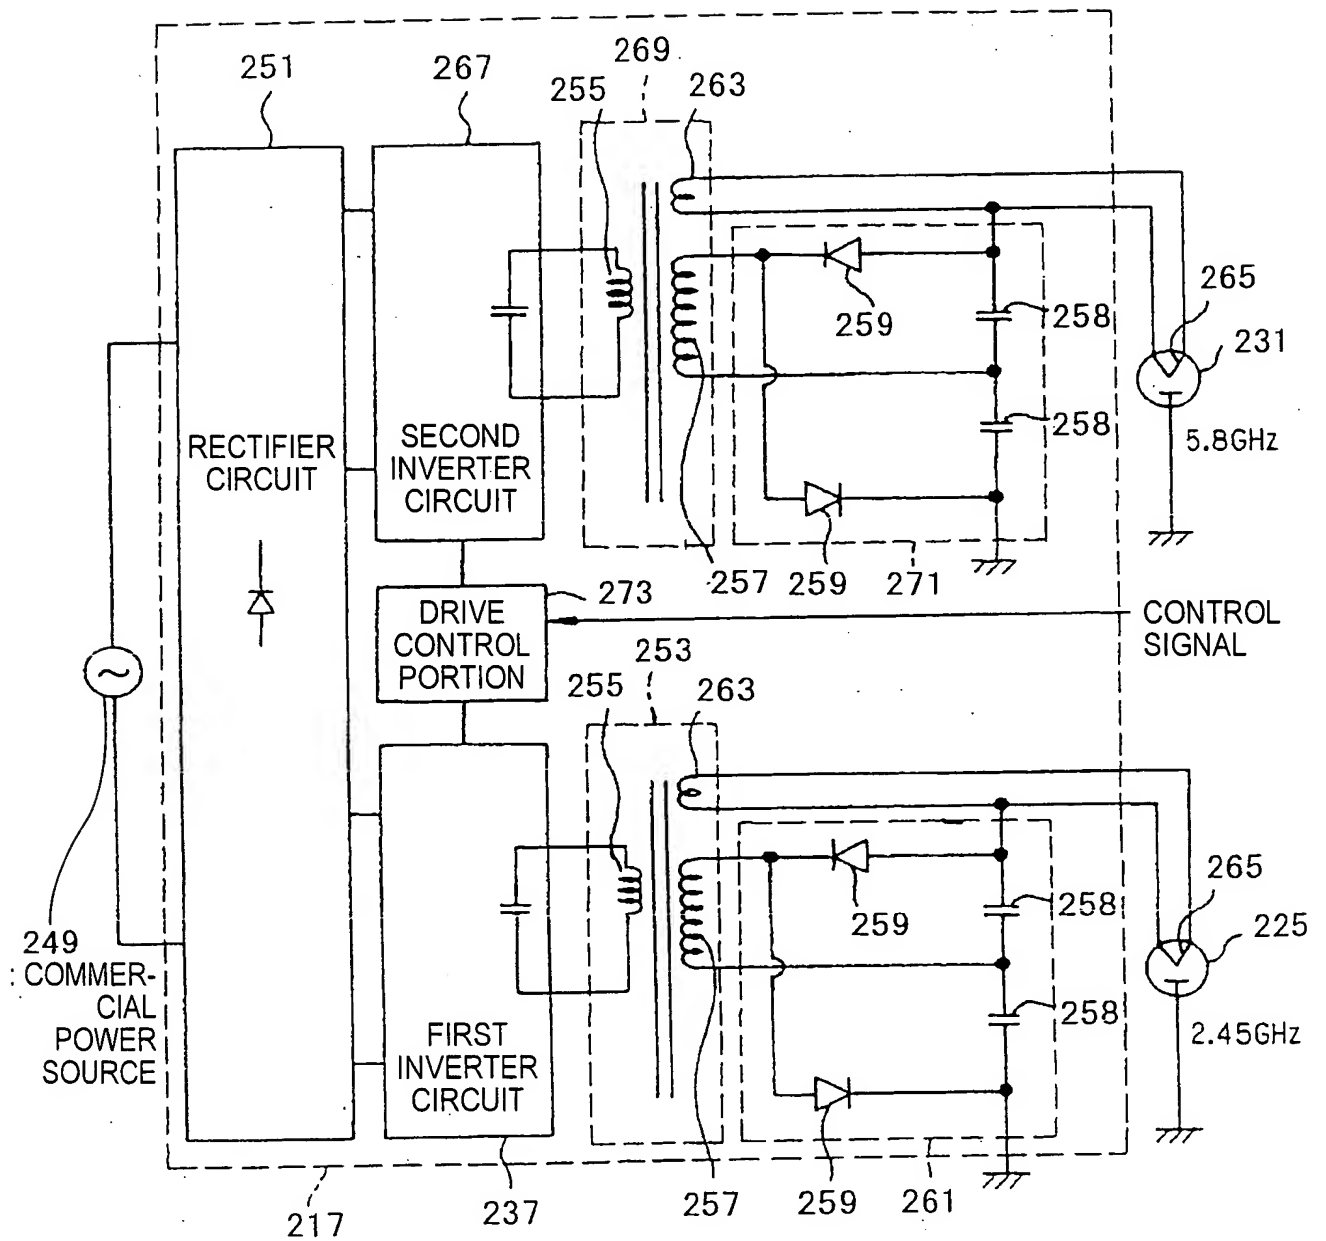 269
251
267
255
263
265
259
258
231
258
5.8GHz
RECTIFIER
CIRCUIT
SECOND
INVERTER
CIRCUIT
257
259
271
273
DRIVE
CONTROL
PORTION
CONTROL
SIGNAL
253
255
263
265
259
258
225
249
: COMMER-
CIAL
POWER
SOURCE
258
2.45GHz
FIRST
INVERTER
CIRCUIT
217
237
257
259
261